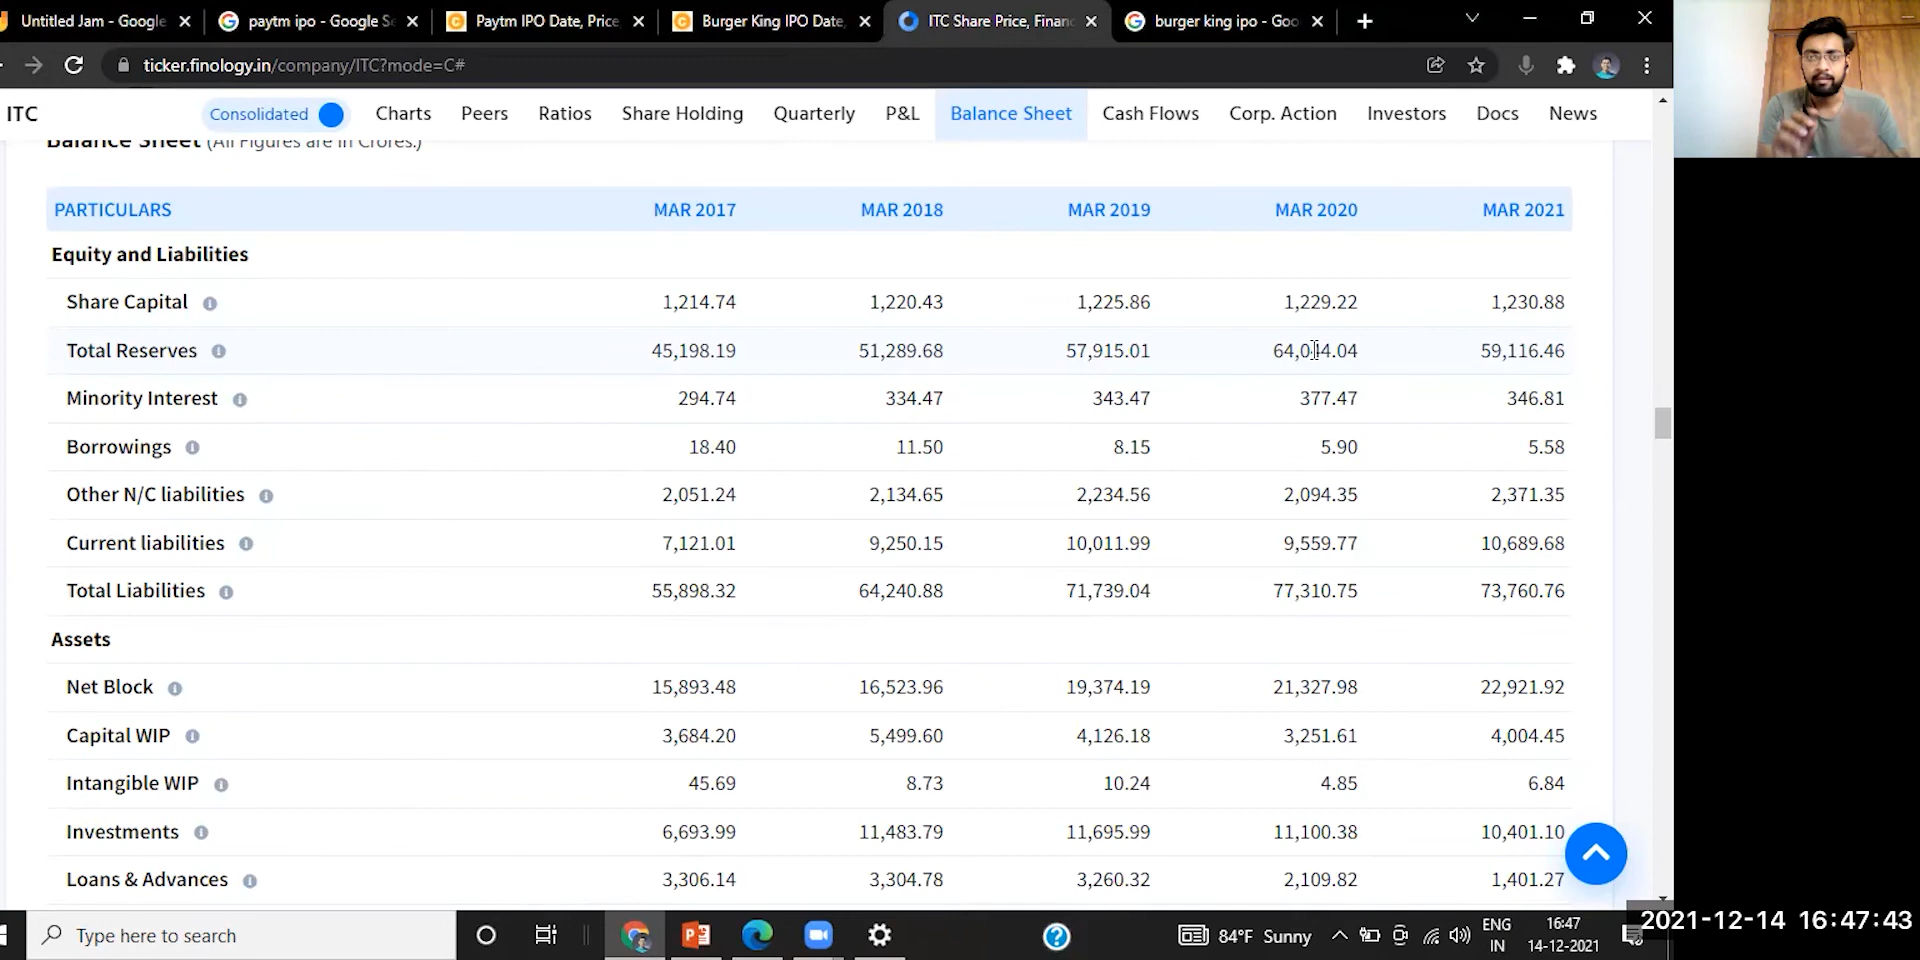 Untitled Jam - Google paytm ipo - Google Se Paytm IPO Date, Price Burger King IPO Date, ITC Share Price, Financ burger king ipo - Goo
ticker.finology.in/company/ITC?mode=C#
ITC Consolidated Charts Peers Ratios Share Holding Quarterly P&L Balance Sheet Cash Flows Corp. Action Investors Docs News
Balance Sheet (All Figures are in Crores.)
PARTICULARS MAR 2017 MAR 2018 MAR 2019 MAR 2020 MAR 2021
Equity and Liabilities
Share Capital 1,214.74 1,220.43 1,225.86 1,229.22 1,230.88
Total Reserves 45,198.19 51,289.68 57,915.01 59,116.46
Minority Interest 294.74 334.47 343.47 377.47 346.81
Borrowings 18.40 11.50 8.15 5.90 5.58
Other N/C liabilities 2,051.24 2,134.65 2,234.56 2,094.35 2,371.35
Current liabilities 7,121.01 9,250.15 10,011.99 9,559.77 10,689.68
Total Liabilities 55,898.32 64,240.88 71,739.04 77,310.75 73,760.76
Assets
Net Block 15,893.48 16,523.96 19,374.19 21,327.98 22,921.92
Capital WIP 3,684.20 5,499.60 4,126.18 3,251.61 4,004.45
Intangible WIP 45.69 8.73 10.24 4.85 6.84
Investments 6,693.99 11,483.79 11,695.99 11,100.38 10,401.10
Loans & Advances 3,306.14 3,304.78 3,260.32 2,109.82 1,401.27
Type here to search 84°F Sunny ENG IN 16:47 14-12-2021
2021-12-14 16:47:43